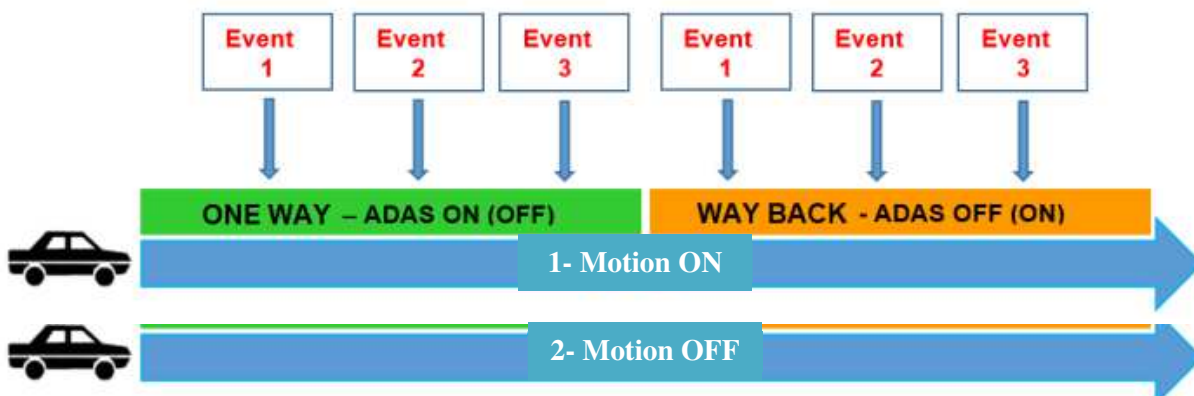 Event
1
Event
2
Event
3
Event
1
Event
2
Event
3
ONE WAY – ADAS ON (OFF)
WAY BACK - ADAS OFF (ON)
1- Motion ON
2- Motion OFF